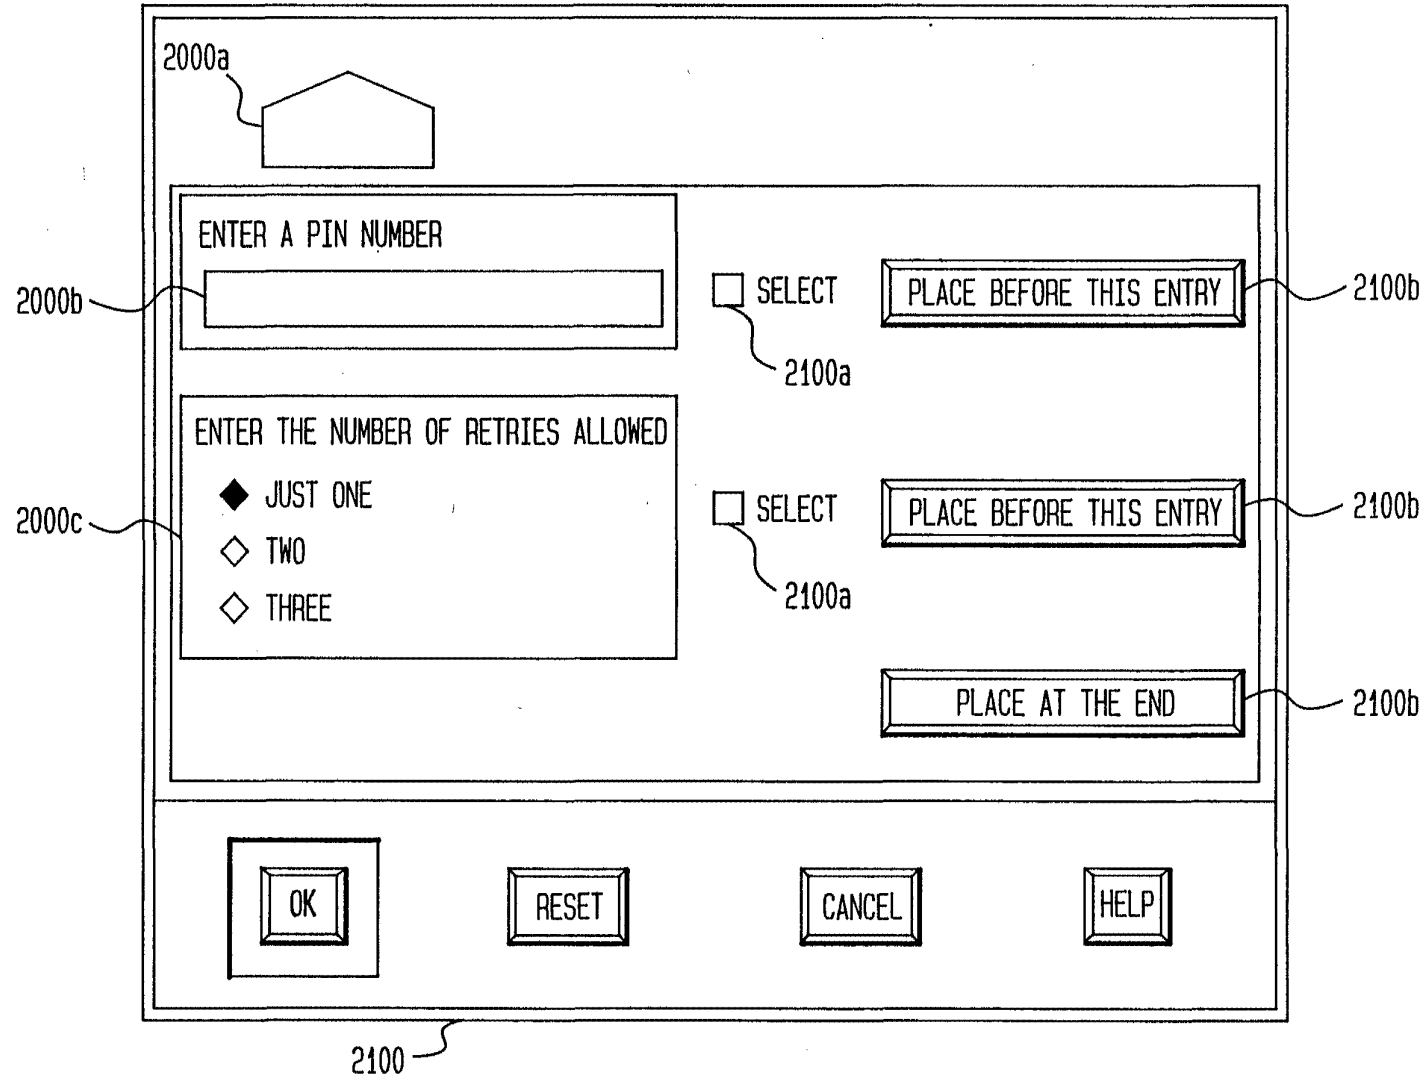 2000a
ENTER A PIN NUMBER
2000b
SELECT
PLACE BEFORE THIS ENTRY
2100b
2100a
ENTER THE NUMBER OF RETRIES ALLOWED
JUST ONE
2000c
SELECT
PLACE BEFORE THIS ENTRY
2100b
TWO
2100a
THREE
PLACE AT THE END
2100b
OK
RESET
CANCEL
HELP
2100